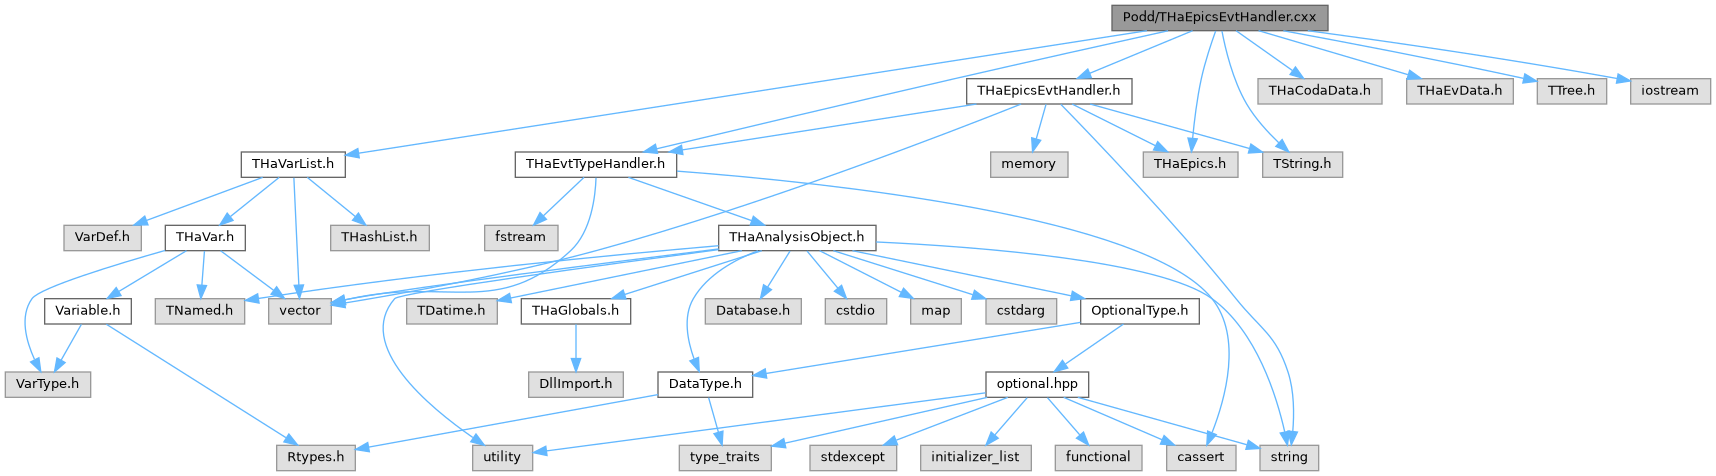 Podd/THaEpicsEvtHandler.cxx
THaEpicsEvtHandler.h
THaCodaData.h
THaEvData.h
TTree.h
iostream
THaVarList.h
THaEvtTypeHandler.h
memory
THaEpics.h
TString.h
VarDef.h
THaVar.h
THashList.h
fstream
THaAnalysisObject.h
Variable.h
TNamed.h
vector
TDatime.h
THaGlobals.h
Database.h
cstdio
map
cstdarg
OptionalType.h
VarType.h
DllImport.h
DataType.h
optional.hpp
Rtypes.h
utility
type_traits
stdexcept
initializer_list
functional
cassert
string